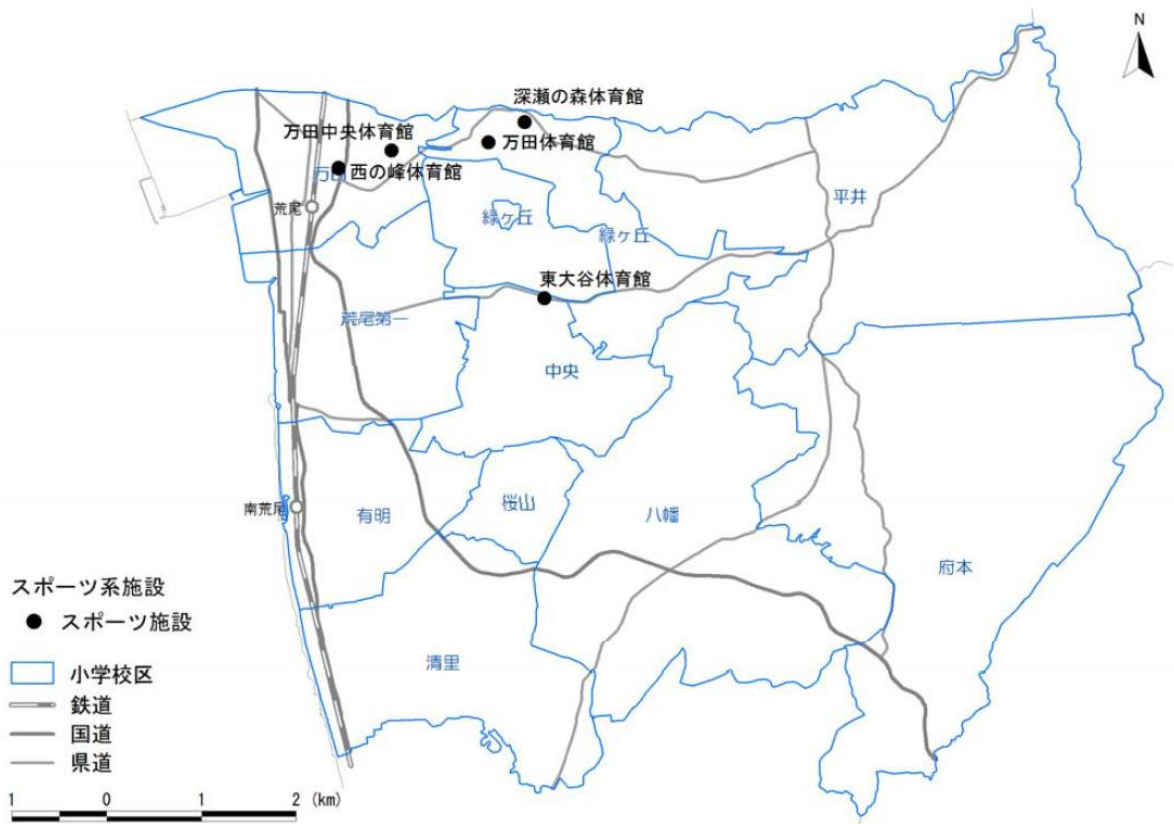 N
深瀬の森体育館
万田中央体育館
万田体育館
万田
西の峰体育館
荒尾
緑ヶ丘
緑ヶ丘
平井
東大谷体育館
荒尾第一
中央
南荒尾
有明
桜山
八幡
府本
清里
スポーツ系施設
スポーツ施設
小学校区
鉄道
国道
県道
1 0 1 2 (km)